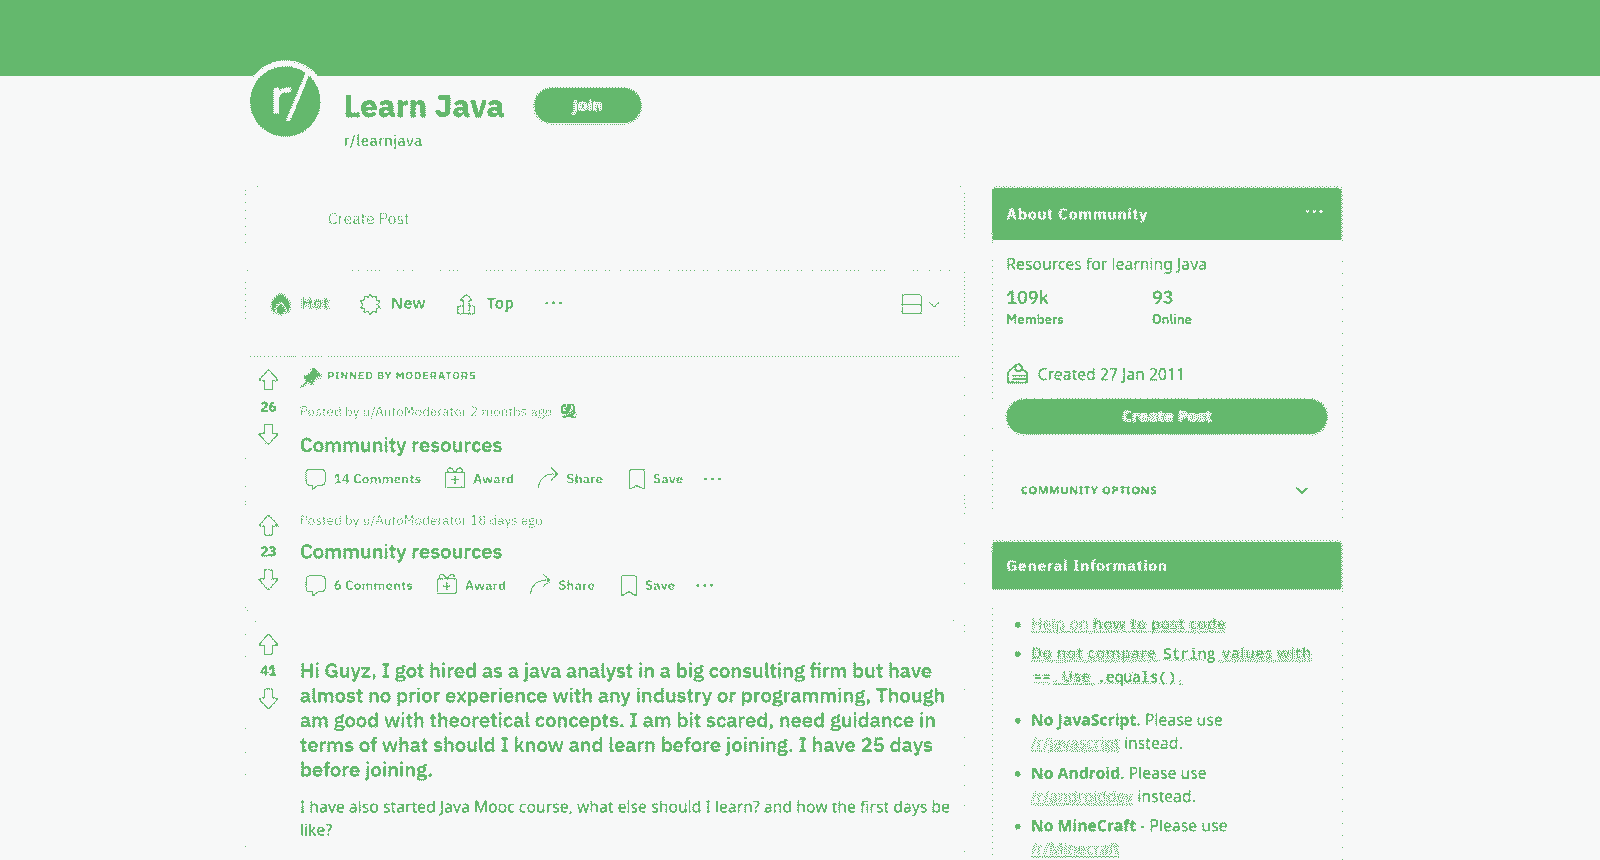 r/
Learn Java
Join
r/learnjava
Create Post
Hot
New
Top
PINNED BY MODERATORS
26
Posted by u/AutoModerator 2 months ago
Community resources
14 Comments
Award
Share
Save
Posted by u/AutoModerator 18 days ago
23
Community resources
6 Comments
Award
Share
Save
41
Hi Guyz, I got hired as a java analyst in a big consulting firm but have
almost no prior experience with any industry or programming, Though
am good with theoretical concepts. I am bit scared, need guidance in
terms of what should I know and learn before joining. I have 25 days
before joining.
I have also started Java Mooc course, what else should I learn? and how the first days be
like?
About Community
Resources for learning Java
109k
93
Members
Online
Created 27 Jan 2011
Create Post
COMMUNITY OPTIONS
General Information
Help on how to post code
Do not compare String values with
==. Use .equals().
No JavaScript. Please use
/r/javascript instead.
No Android. Please use
/r/androiddev instead.
No MineCraft - Please use
/r/Minecraft